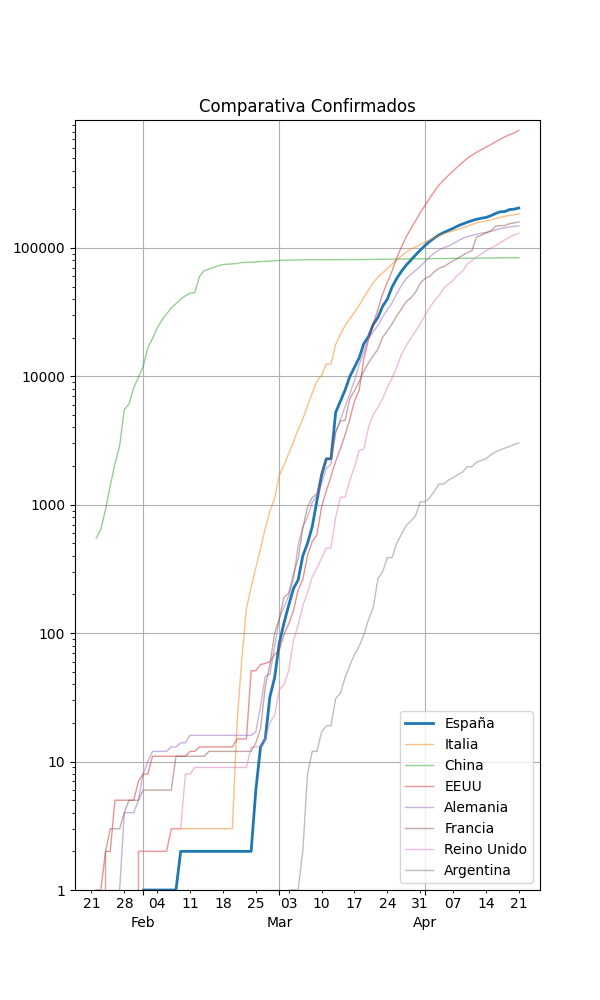 Comparativa Confirmados
100000
10000
1000
100
10
1
21 28 04 11 18 25 03 10 17 24 31 07 14 21
Feb Mar Apr
España
Italia
China
EEUU
Alemania
Francia
Reino Unido
Argentina